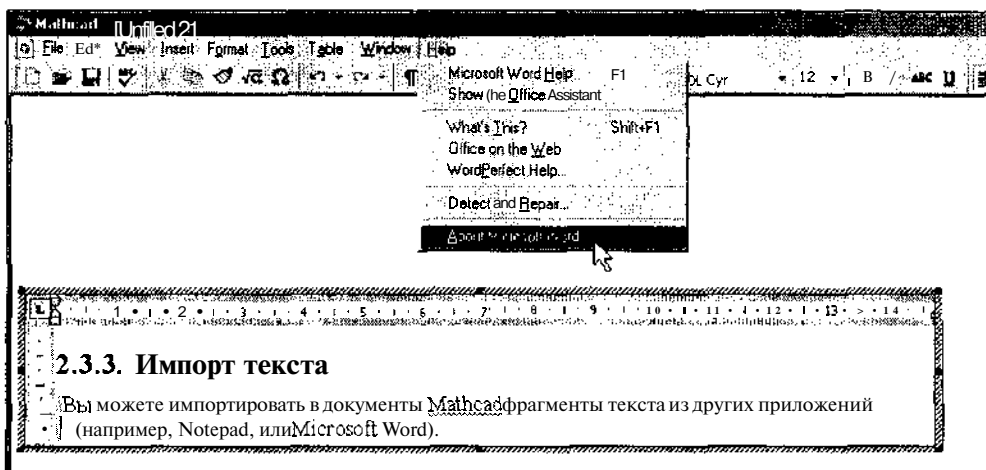 Mathcad [Untitled 2]
File Ed* View Insert Format Tools Table Window Help
Cyr 12 B / ABC U
Microsoft Word Help F1
Show the Office Assistant
What's This? Shift+F1
Office on the Web
WordPerfect Help...
Detect and Repair...
About Microsoft Word
1 2 3 4 5 6 7 8 9 10 11 12 13 14
2.3.3. Импорт текста
Вы можете импортировать в документы Mathcad фрагменты текста из других приложений
(например, Notepad, или Microsoft Word).